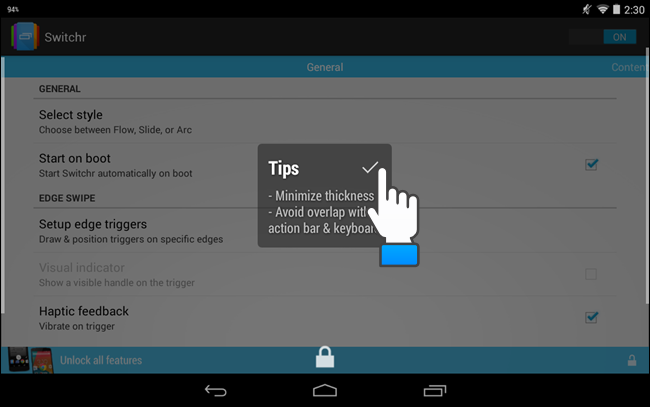 94%
2:30
Switchr
ON
General
Conten
GENERAL
Select style
Choose between Flow, Slide, or Arc
Start on boot
Start Switchr automatically on boot
EDGE SWIPE
Setup edge triggers
Draw & position triggers on specific edges
Visual indicator
Show a visible handle on the trigger
Haptic feedback
Vibrate on trigger
Tips
- Minimize thickness
- Avoid overlap with
action bar & keyboar
Unlock all features